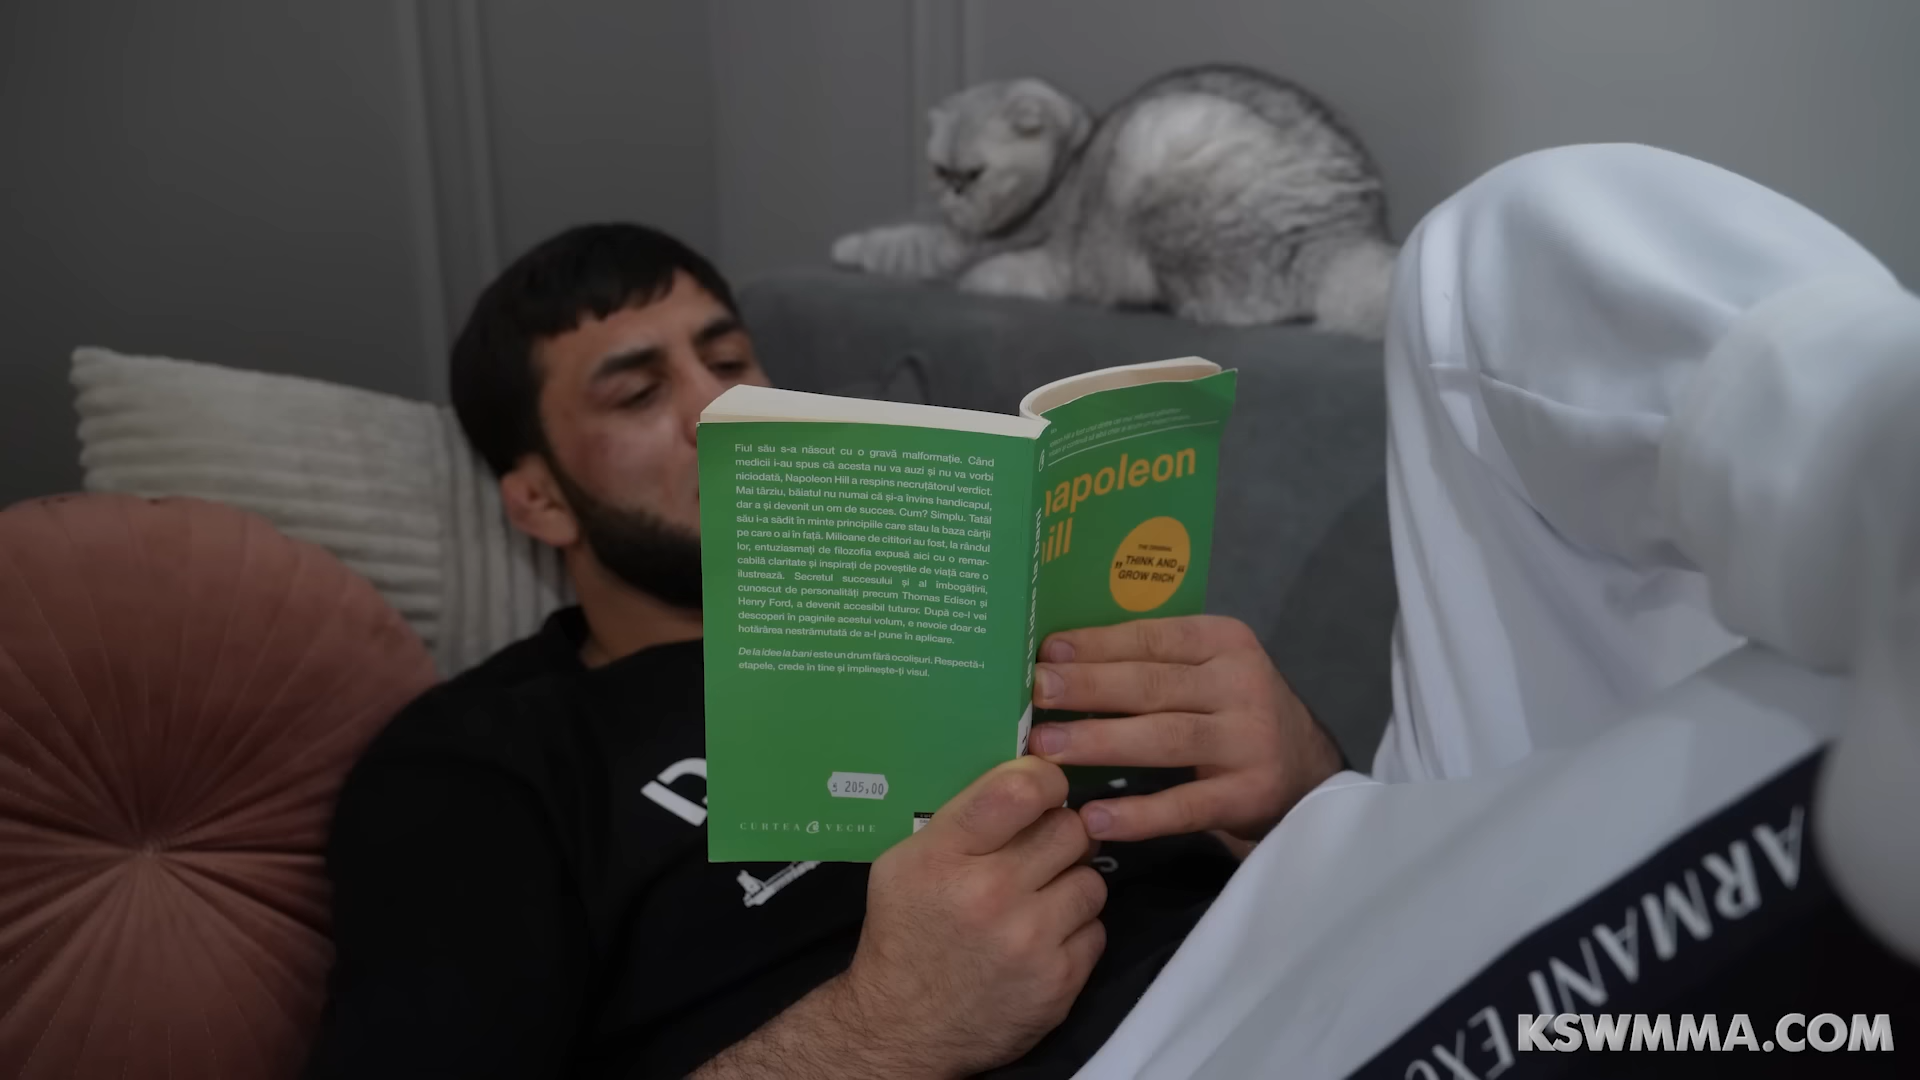 Fiul său s-a născut cu o gravă malformație. Când
medicii i-au spus că acesta nu va auzi și nu va vorbi
niciodată, Napoleon Hill a respins necruțătorul verdict.
Mai târziu, băiatul nu numai că și-a învins handicapul,
dar a și devenit un om de succes. Cum? Simplu. Tatăl
său i-a sădit în minte principiile care stau la baza cărții
pe care o ai în față. Milioane de cititori au fost, la rândul
lor, entuziasmați de filozofia expusă aici cu o remar-
cabilă claritate și inspirați de poveștile de viață care o
ilustrează. Secretul succesului și al îmbogățirii,
cunoscut de personalități precum Thomas Edison și
Henry Ford, a devenit accesibil tuturor. După ce-l vei
descoperi în paginile acestui volum, e nevoie doar de
hotărârea nestrămutată de a-l pune în aplicare.
De la idee la bani este un drum fără ocolișuri. Respectă-i
etapele, crede în tine și împlinește-ți visul.
205,00
CURTEA VECHE
de la idee la bani
napoleon
hill
THE ORIGINAL
„THINK AND
GROW RICH“
ARMANI EXC
KSWMMA.COM